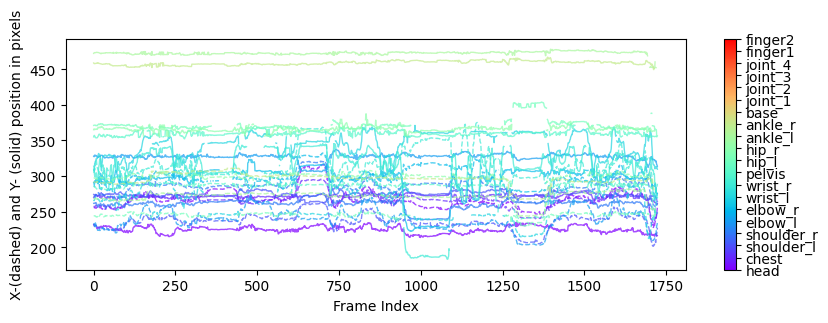 X-(dashed) and Y- (solid) position in pixels
450
400
350
300
250
200
0
250
500
750
1000
1250
1500
1750
Frame Index
finger2
finger1
joint_4
joint_3
joint_2
joint_1
base
ankle_r
ankle_l
hip_r
hip_l
pelvis
wrist_r
wrist_l
elbow_r
elbow_l
shoulder_r
shoulder_l
chest
head